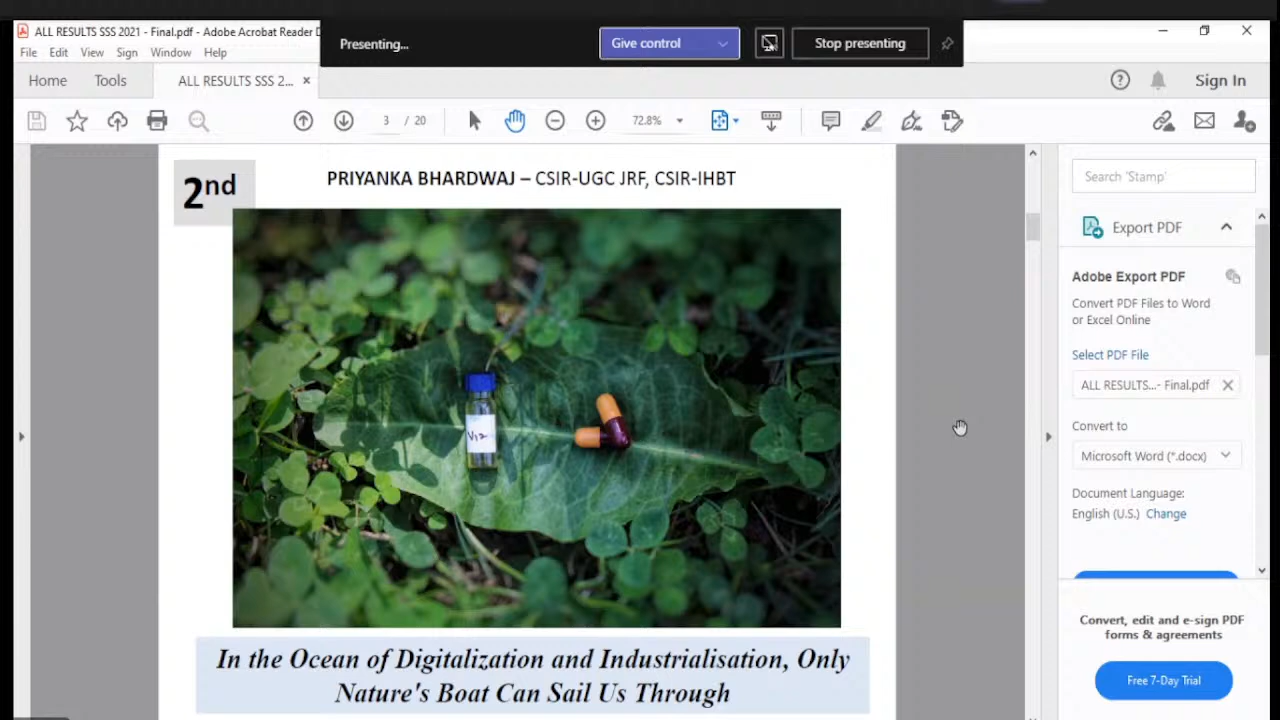 ALL RESULTS SSS 2021 - Final.pdf - Adobe Acrobat Reader
Presenting...
Give control
Stop presenting
File Edit View Sign Window Help
Home Tools ALL RESULTS SSS 2... ×
Sign In
3 / 20
72.8%
2nd
PRIYANKA BHARDWAJ – CSIR-UGC JRF, CSIR-IHBT
V12
In the Ocean of Digitalization and Industrialisation, Only
Nature's Boat Can Sail Us Through
Search 'Stamp'
Export PDF
Adobe Export PDF
Convert PDF Files to Word
or Excel Online
Select PDF File
ALL RESULTS...- Final.pdf
Convert to
Microsoft Word (*.docx)
Document Language:
English (U.S.) Change
Convert, edit and e-sign PDF
forms & agreements
Free 7-Day Trial